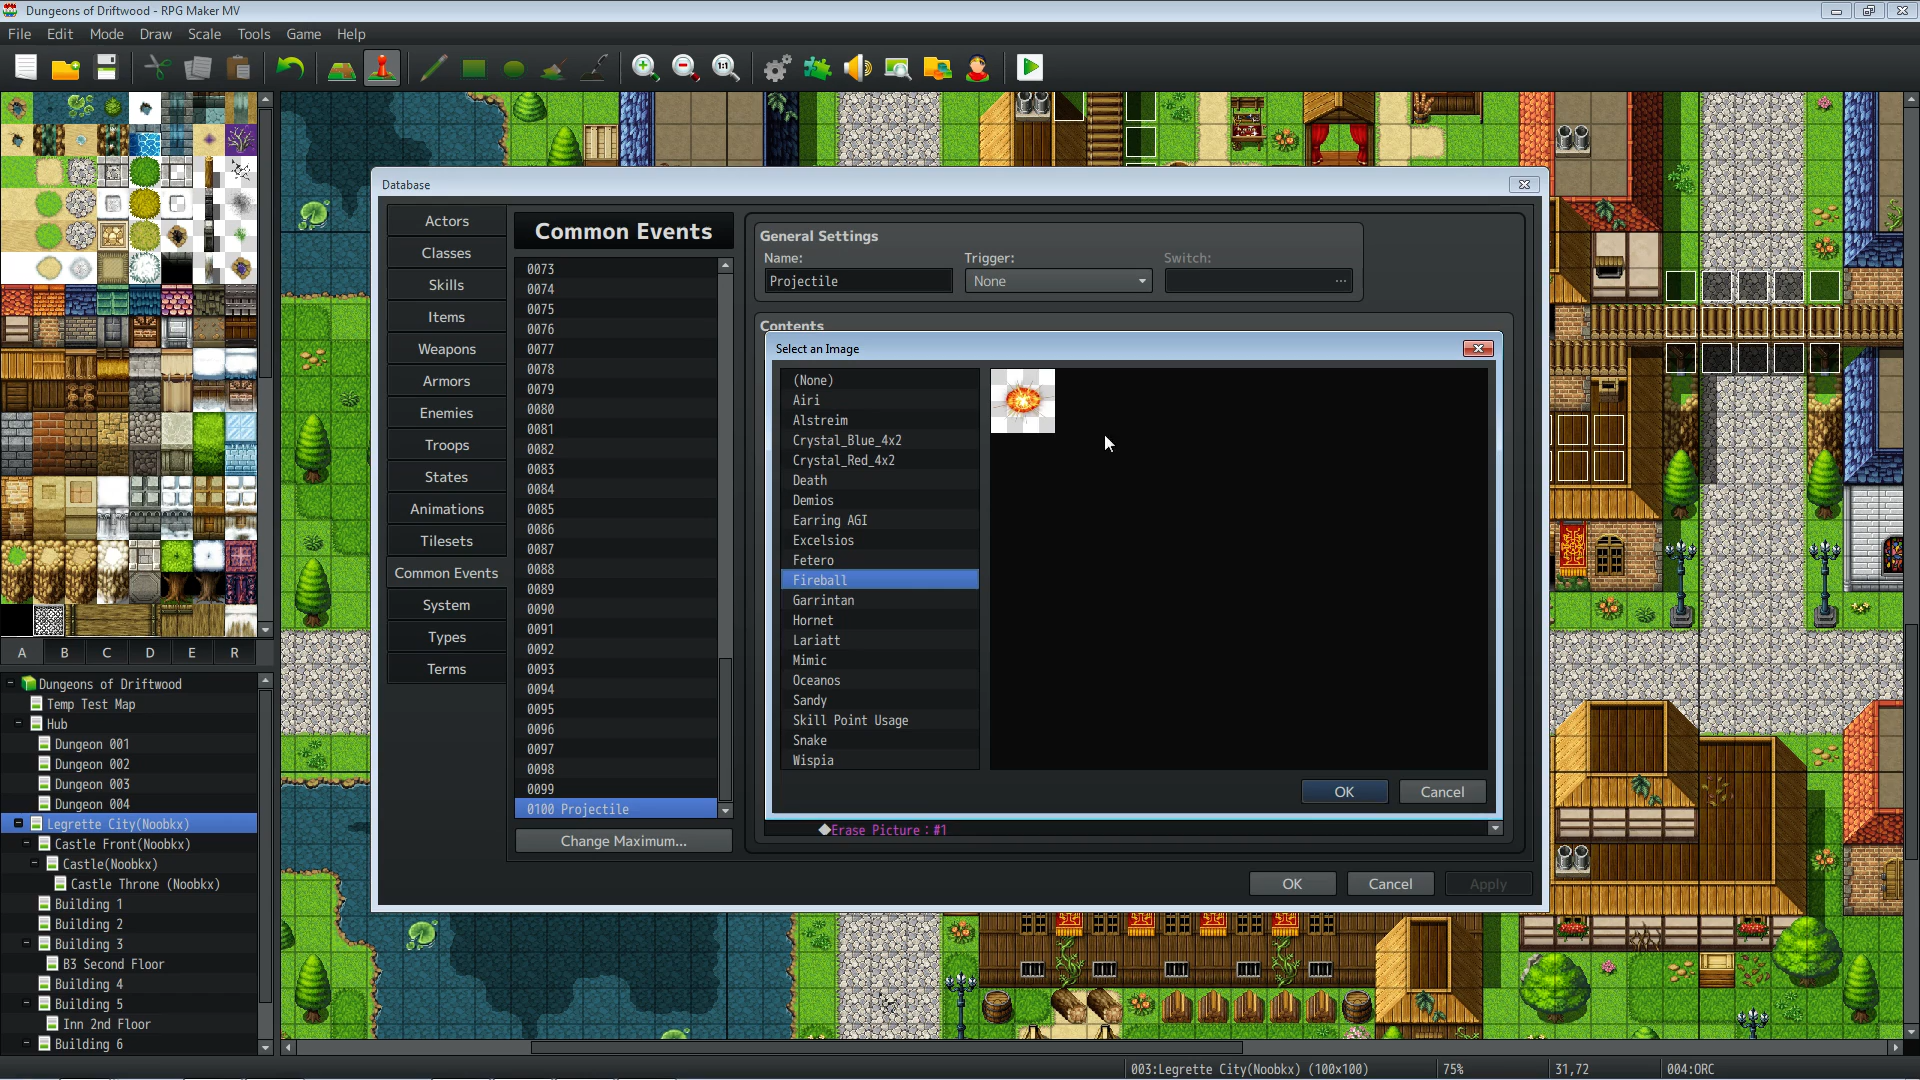 Dungeons of Driftwood - RPG Maker MV
File Edit Mode Draw Scale Tools Game Help
1:1
A B C D E R
Dungeons of Driftwood
Temp Test Map
Hub
Dungeon 001
Dungeon 002
Dungeon 003
Dungeon 004
Legrette City(Noobkx)
Castle Front(Noobkx)
Castle(Noobkx)
Castle Throne (Noobkx)
Building 1
Building 2
Building 3
B3 Second Floor
Building 4
Building 5
Inn 2nd Floor
Building 6
Database
Actors
Classes
Skills
Items
Weapons
Armors
Enemies
Troops
States
Animations
Tilesets
Common Events
System
Types
Terms
Common Events
0073
0074
0075
0076
0077
0078
0079
0080
0081
0082
0083
0084
0085
0086
0087
0088
0089
0090
0091
0092
0093
0094
0095
0096
0097
0098
0099
0100 Projectile
Change Maximum...
General Settings
Name: Trigger: Switch:
Projectile None ...
Contents
Select an Image
(None)
Airi
Alstreim
Crystal_Blue_4x2
Crystal_Red_4x2
Death
Demios
Earring AGI
Excelsios
Fetero
Fireball
Garrintan
Hornet
Lariatt
Mimic
Oceanos
Sandy
Skill Point Usage
Snake
Wispia
OK Cancel
◆Erase Picture : #1
OK Cancel Apply
003:Legrette City(Noobkx) (100x100) 75% 31,72 004:ORC